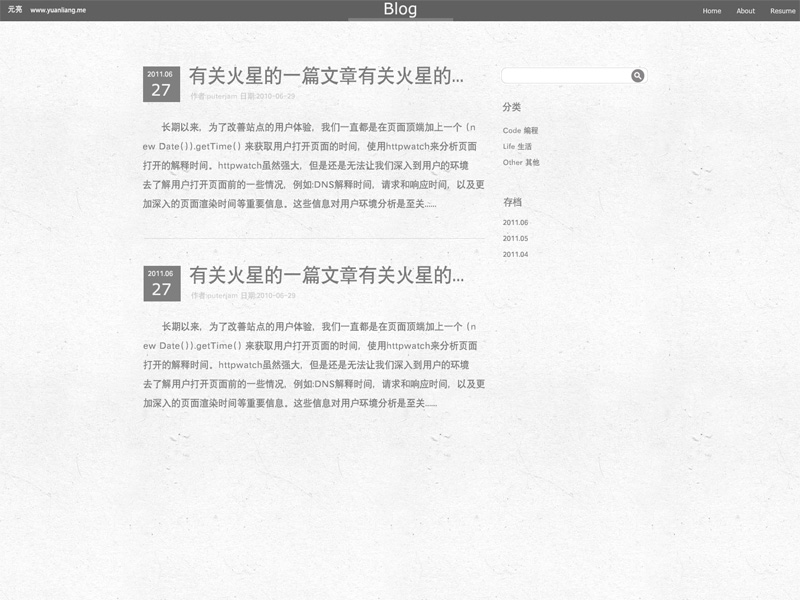 元亮 www.yuanliang.me
Blog
Home About Resume
2011.06
27
有关火星的一篇文章有关火星的...
作者:outerjam 日期:2010-06-29
长期以来，为了改善站点的用户体验，我们一直都是在页面顶端加上一个（n
ew Date()).getTime() 来获取用户打开页面的时间，使用httpwatch来分析页面
打开的解释时间。httpwatch虽然强大，但是还是无法让我们深入到用户的环境
去了解用户打开页面前的一些情况，例如:DNS解释时间，请求和响应时间，以及更
加深入的页面渲染时间等重要信息。这些信息对用户环境分析是至关......
2011.06
27
有关火星的一篇文章有关火星的...
作者:outerjam 日期:2010-06-29
长期以来，为了改善站点的用户体验，我们一直都是在页面顶端加上一个（n
ew Date()).getTime() 来获取用户打开页面的时间，使用httpwatch来分析页面
打开的解释时间。httpwatch虽然强大，但是还是无法让我们深入到用户的环境
去了解用户打开页面前的一些情况，例如:DNS解释时间，请求和响应时间，以及更
加深入的页面渲染时间等重要信息。这些信息对用户环境分析是至关......
分类
Code 编程
Life 生活
Other 其他
存档
2011.06
2011.05
2011.04